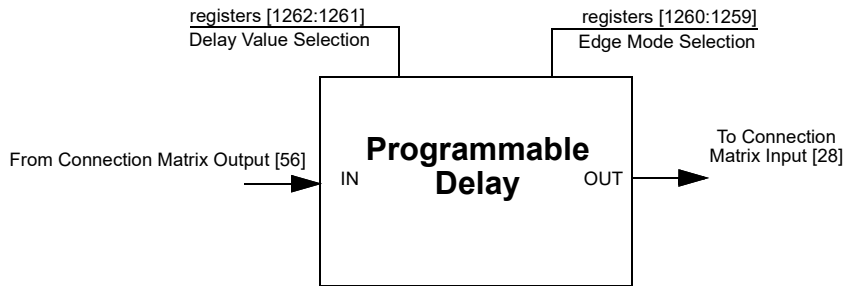 registers [1262:1261]
Delay Value Selection
registers [1260:1259]
Edge Mode Selection
From Connection Matrix Output [56]
IN
Programmable
Delay
OUT
To Connection
Matrix Input [28]